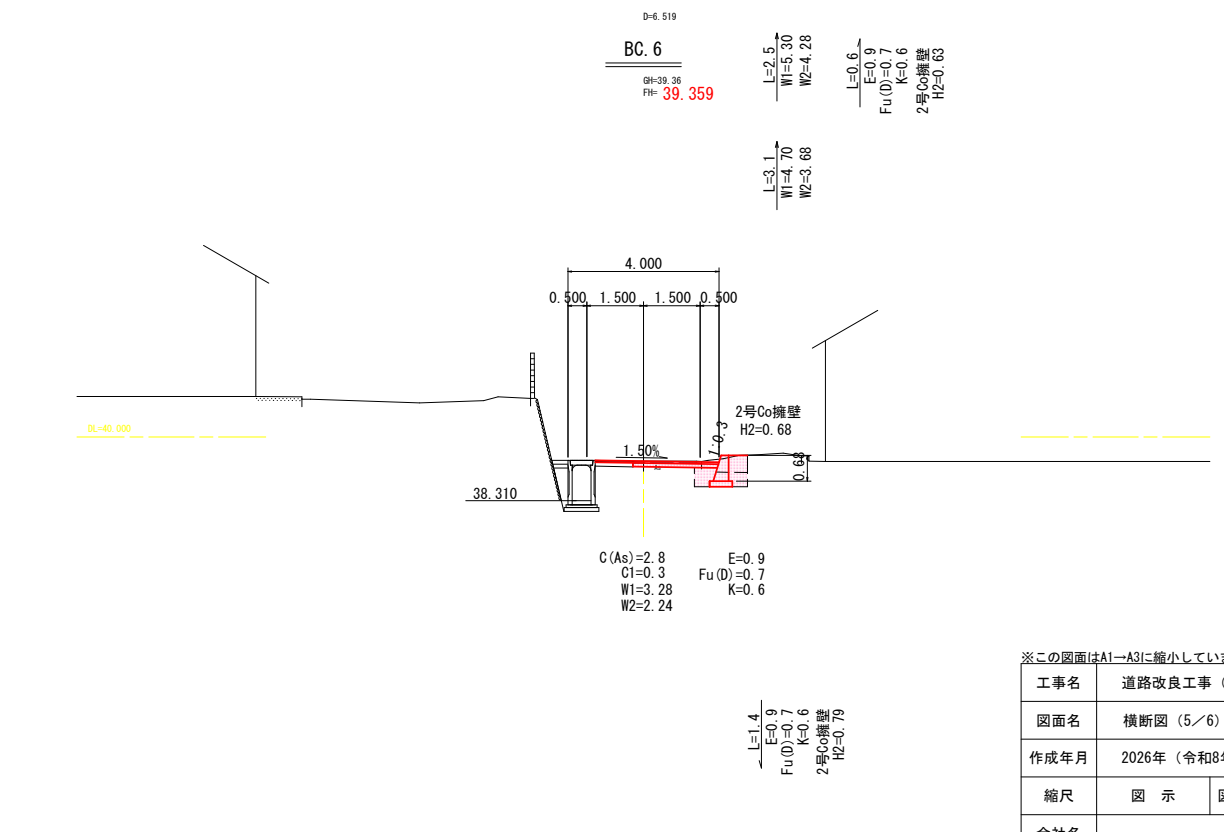 D=6.519
BC.6
GH=39.36
FH= 39.359
L=2.5
W1=5.30
W2=4.28
L=0.6
E=0.9
Fu(D)=0.7
K=0.6
2号Co擁壁
H2=0.63
L=3.1
W1=4.70
W2=3.68
4.000
0.500 1.500 1.500 0.500
DL=40.000
2号Co擁壁
H2=0.68
1:0.3
1.50%
0.68
38.310
C(As)=2.8
C1=0.3
W1=3.28
W2=2.24
E=0.9
Fu(D)=0.7
K=0.6
L=1.4
E=0.9
Fu(D)=0.7
K=0.6
2号Co擁壁
H2=0.79
※この図面はA1→A3に縮小してい
工事名 道路改良工事（
図面名 横断図（5／6）
作成年月 2026年（令和8
縮尺 図 示